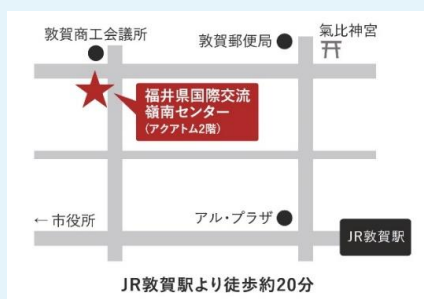 敦賀商工会議所
敦賀郵便局
氣比神宮
福井県国際交流
嶺南センター
(アクアトム2階)
← 市役所
アル・プラザ
JR敦賀駅
JR敦賀駅より徒歩約20分